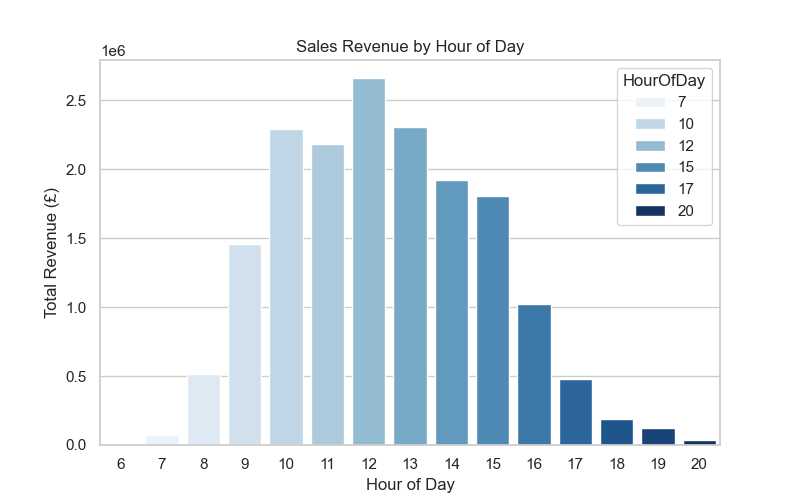 Sales Revenue by Hour of Day
1e6
HourOfDay
7
10
12
15
17
20
2.5
2.0
1.5
1.0
0.5
0.0
Total Revenue (£)
6 7 8 9 10 11 12 13 14 15 16 17 18 19 20
Hour of Day